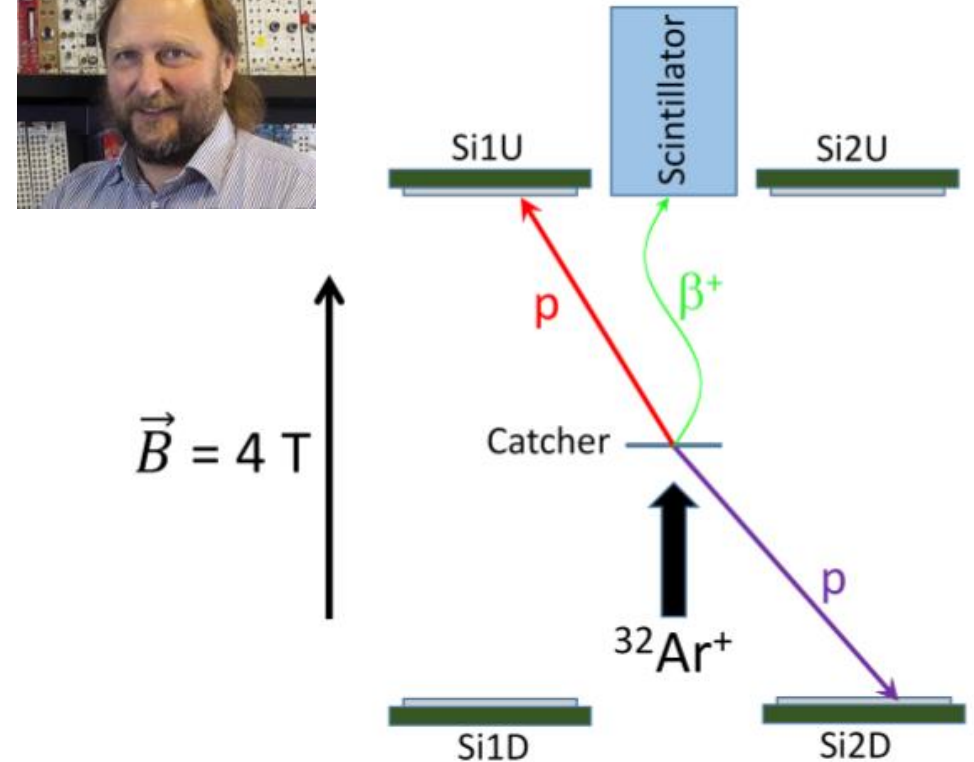 Si1U
Scintillator
Si2U
p
β⁺
Catcher
B⃗ = 4 T
p
³²Ar⁺
Si1D
Si2D